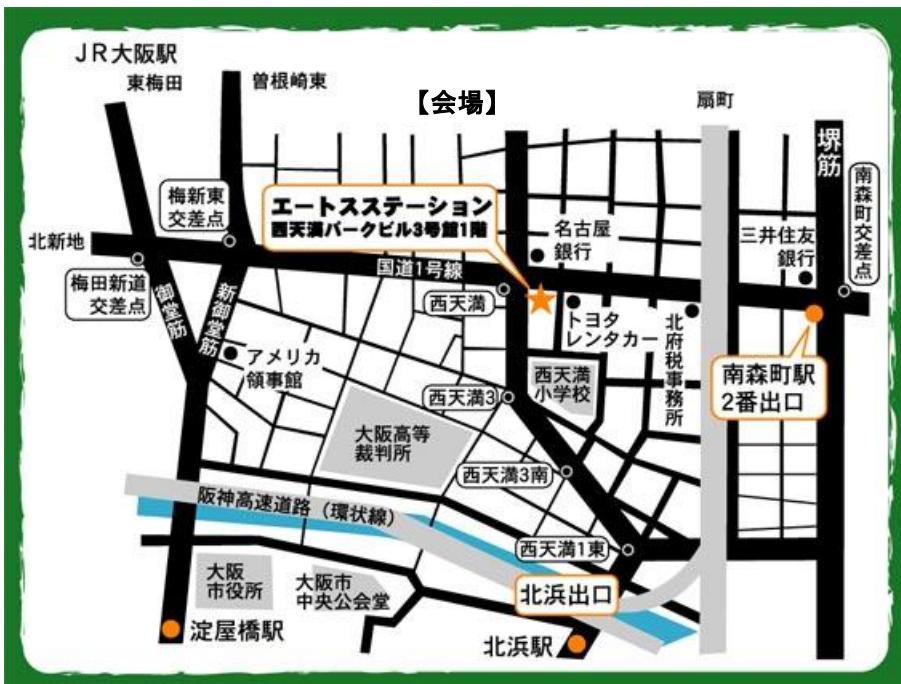 JR大阪駅
東梅田
曽根崎東
【会場】
扇町
堺筋
南森町交差点
梅新東
交差点
エートスステーション
西天満パークビル3号館1階
名古屋
銀行
三井住友
銀行
北新地
国道1号線
梅田新道
交差点
御堂筋
新御堂筋
西天満
トヨタ
レンタカー
北府税事務所
アメリカ
領事館
西天満
小学校
南森町駅
2番出口
西天満3
大阪高等
裁判所
西天満3南
阪神高速道路（環状線）
西天満1東
大阪
市役所
大阪市
中央公会堂
北浜出口
淀屋橋駅
北浜駅